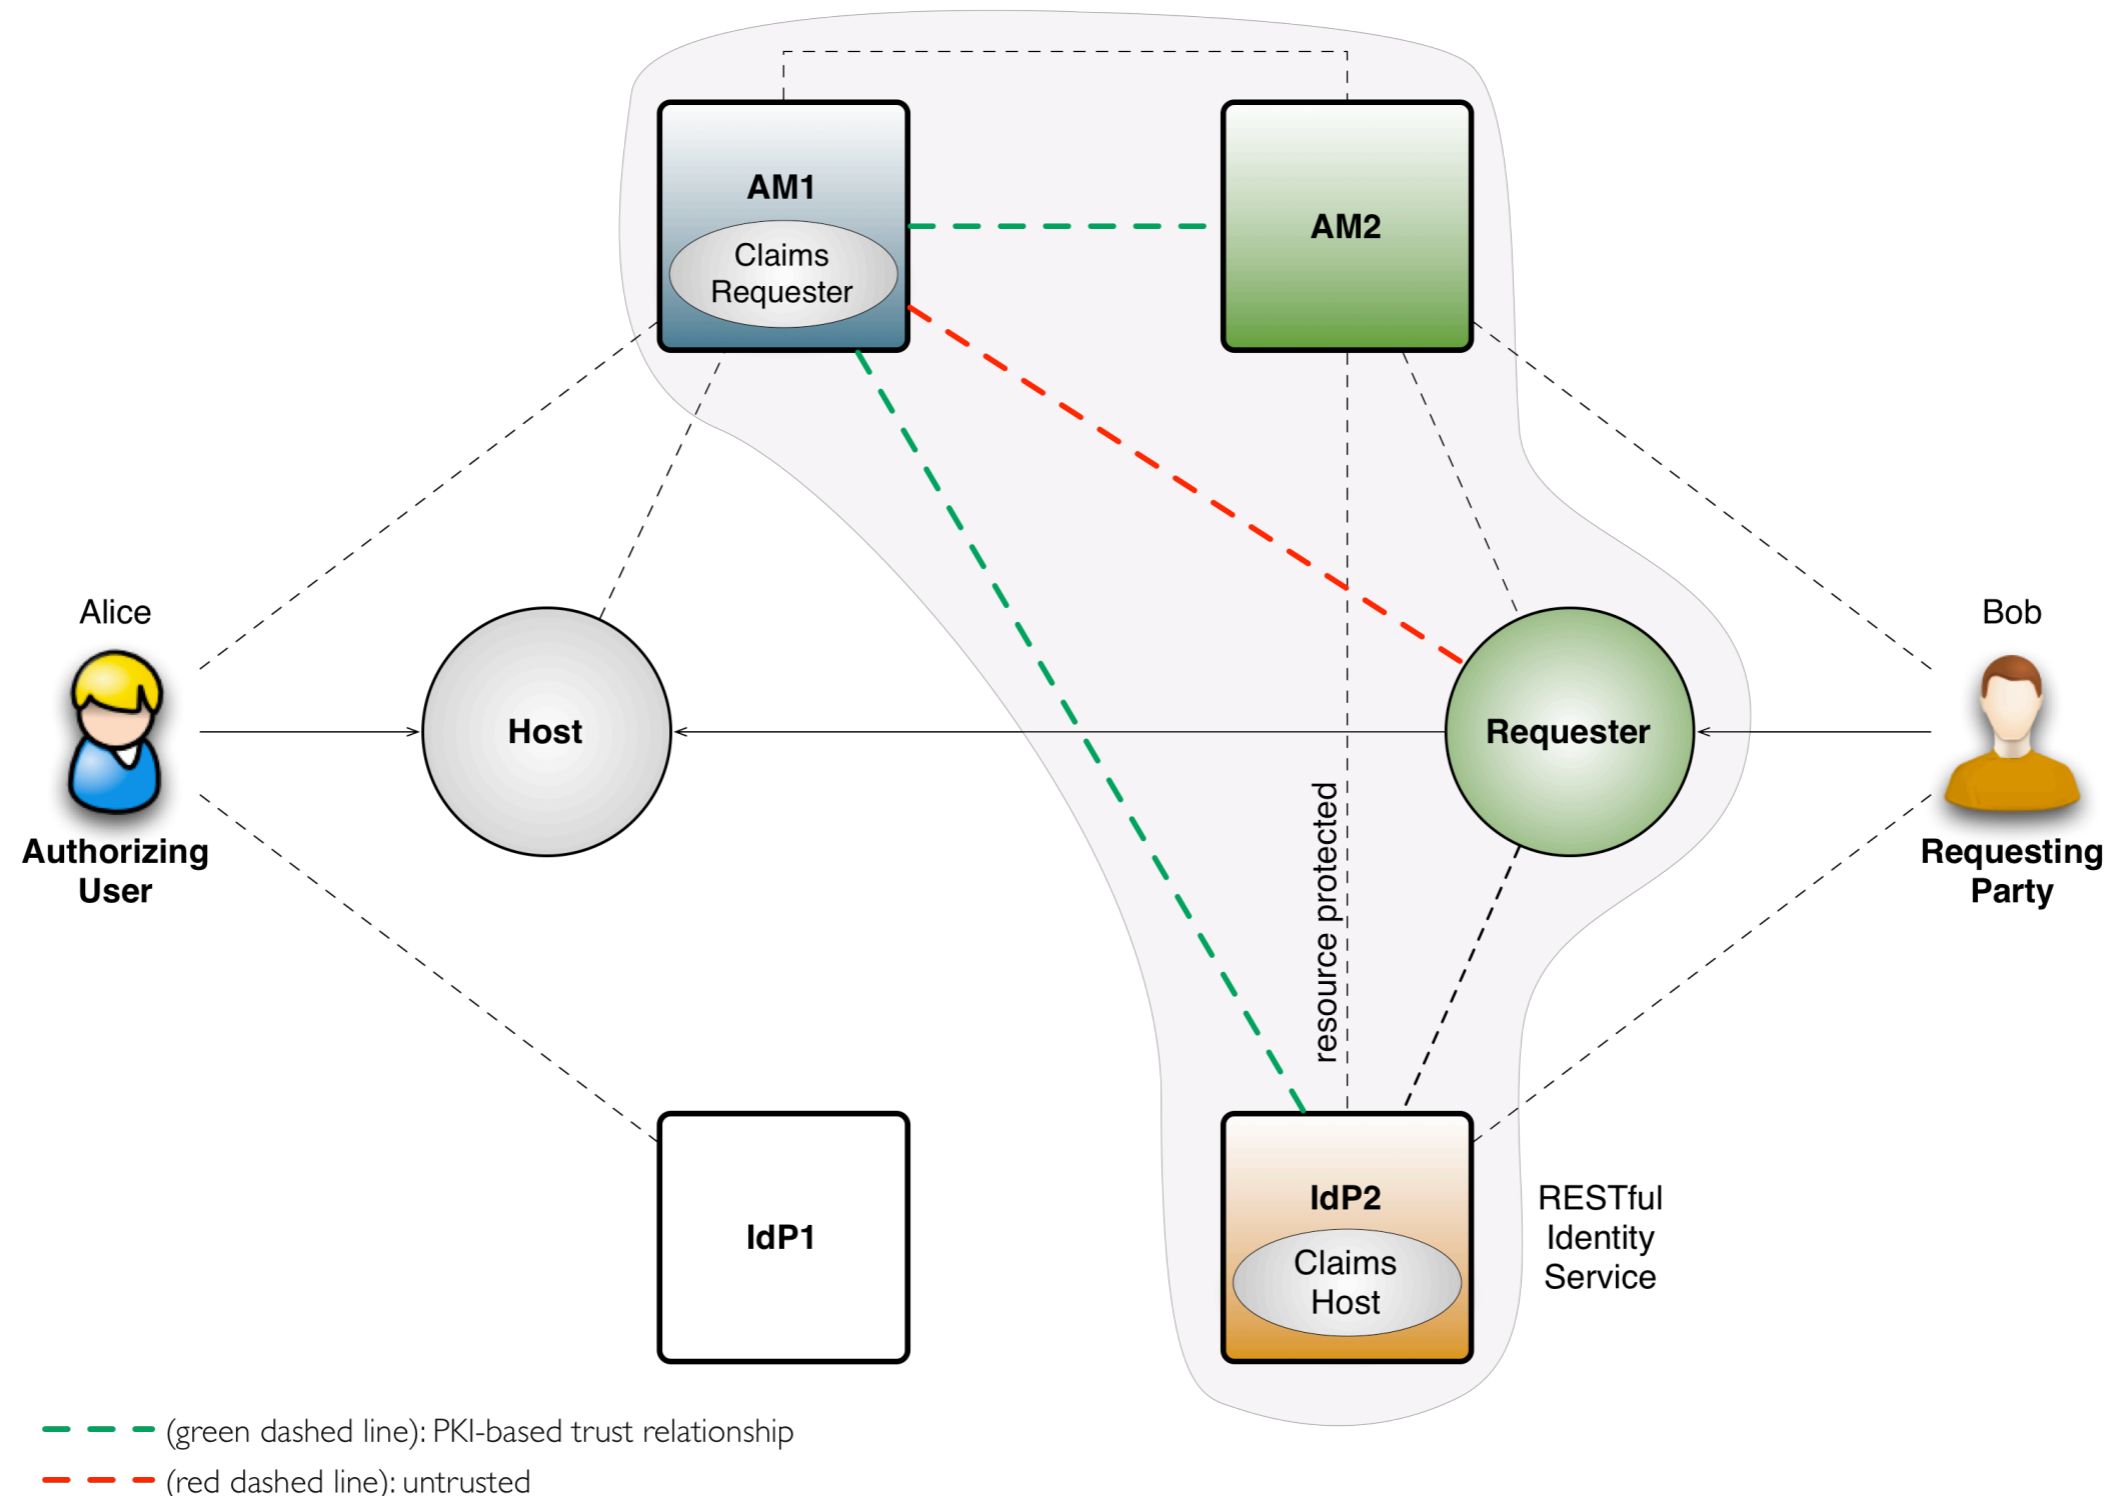 AM1
Claims
Requester
AM2
Alice
Authorizing
User
Host
Requester
Bob
Requesting
Party
resource protected
IdP1
IdP2
Claims
Host
RESTful
Identity
Service
(green dashed line): PKI-based trust relationship
(red dashed line): untrusted